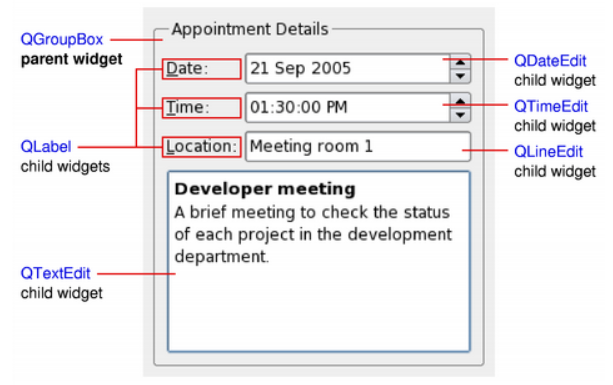 Appointment Details
QGroupBox
parent widget
Date:
21 Sep 2005
QDateEdit
child widget
Time:
01:30:00 PM
QTimeEdit
child widget
QLabel
child widgets
Location:
Meeting room 1
QLineEdit
child widget
Developer meeting
A brief meeting to check the status
of each project in the development
department.
QTextEdit
child widget